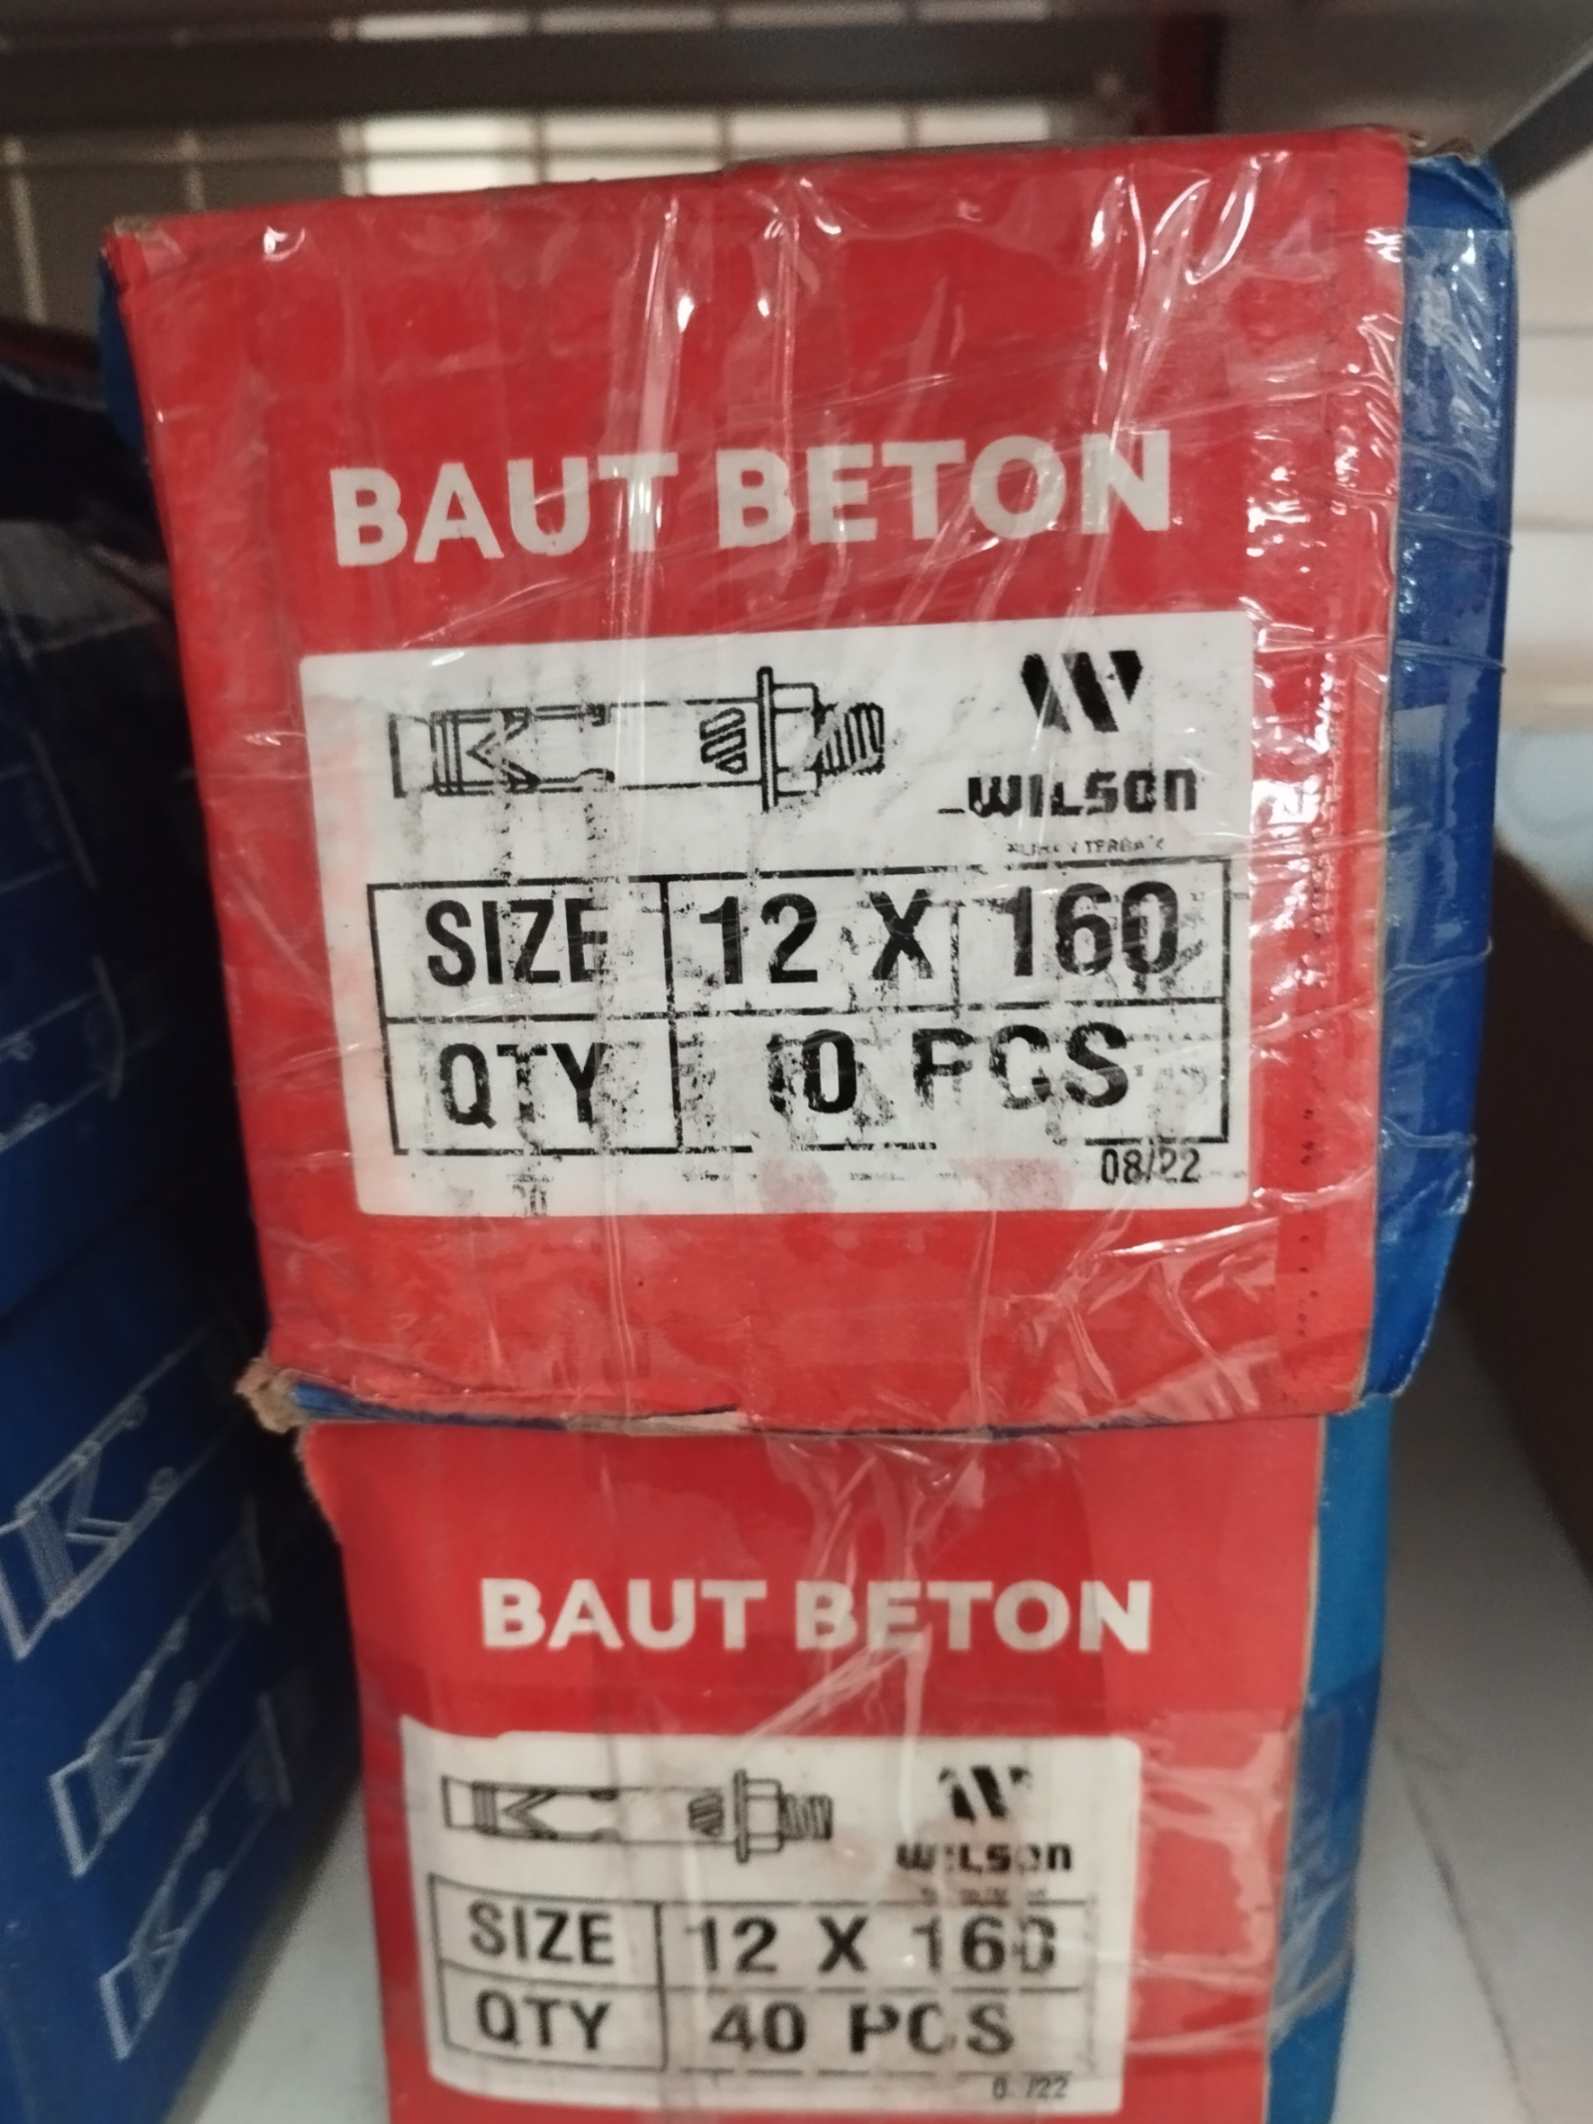 BAUT BETON
WILSON
SIZE 12 X 160
QTY PCS
08/22
BAUT BETON
WILSON
SIZE 12 X 160
QTY 40 PCS